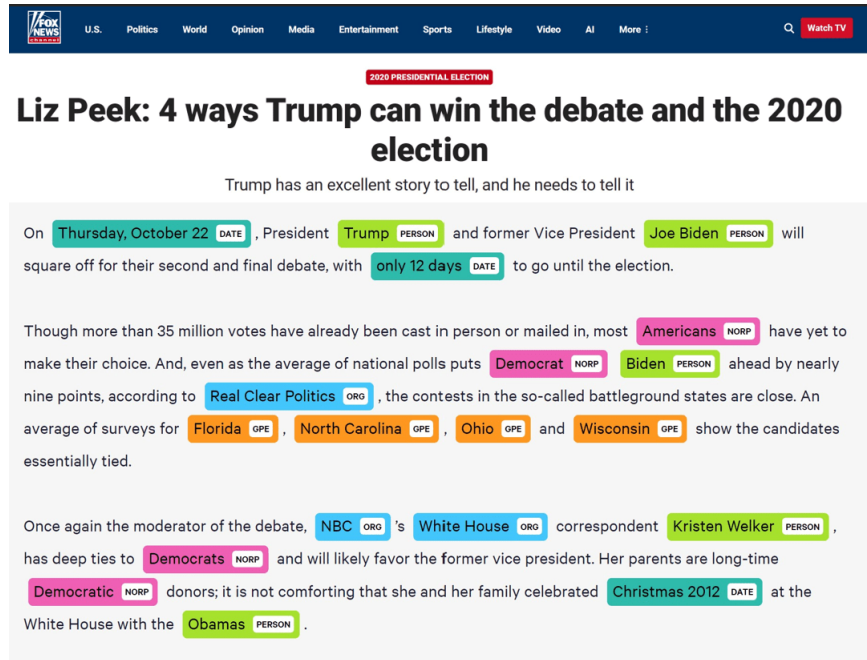 FOX NEWS channel
U.S. Politics World Opinion Media Entertainment Sports Lifestyle Video AI More Watch TV
2020 PRESIDENTIAL ELECTION
Liz Peek: 4 ways Trump can win the debate and the 2020
election
Trump has an excellent story to tell, and he needs to tell it
On Thursday, October 22 DATE , President Trump PERSON and former Vice President Joe Biden PERSON will
square off for their second and final debate, with only 12 days DATE to go until the election.
Though more than 35 million votes have already been cast in person or mailed in, most Americans NORP have yet to
make their choice. And, even as the average of national polls puts Democrat NORP Biden PERSON ahead by nearly
nine points, according to Real Clear Politics ORG , the contests in the so-called battleground states are close. An
average of surveys for Florida GPE , North Carolina GPE , Ohio GPE and Wisconsin GPE show the candidates
essentially tied.
Once again the moderator of the debate, NBC ORG 's White House ORG correspondent Kristen Welker PERSON ,
has deep ties to Democrats NORP and will likely favor the former vice president. Her parents are long-time
Democratic NORP donors; it is not comforting that she and her family celebrated Christmas 2012 DATE at the
White House with the Obamas PERSON .